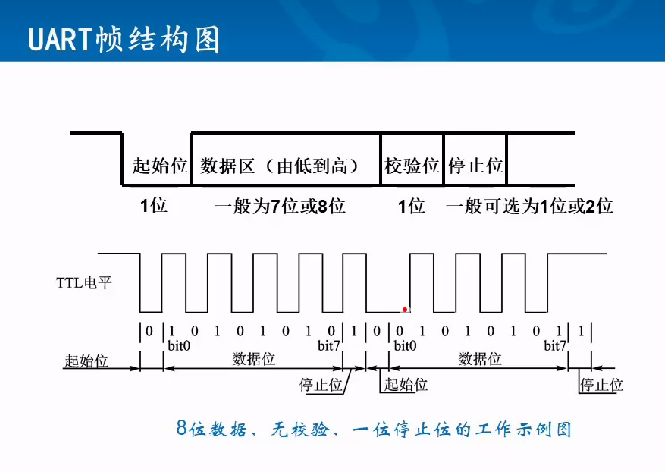 UART帧结构图
起始位 数据区（由低到高） 校验位 停止位
1位 一般为7位或8位 1位 一般可选为1位或2位
TTL电平
0 1 0 1 0 1 0 1 0 1 0 0 1 0 1 0 1 0 1 1
bit0 bit7 bit0 bit7
起始位 数据位 数据位
停止位 起始位 停止位
8位数据、无校验、一位停止位的工作示例图